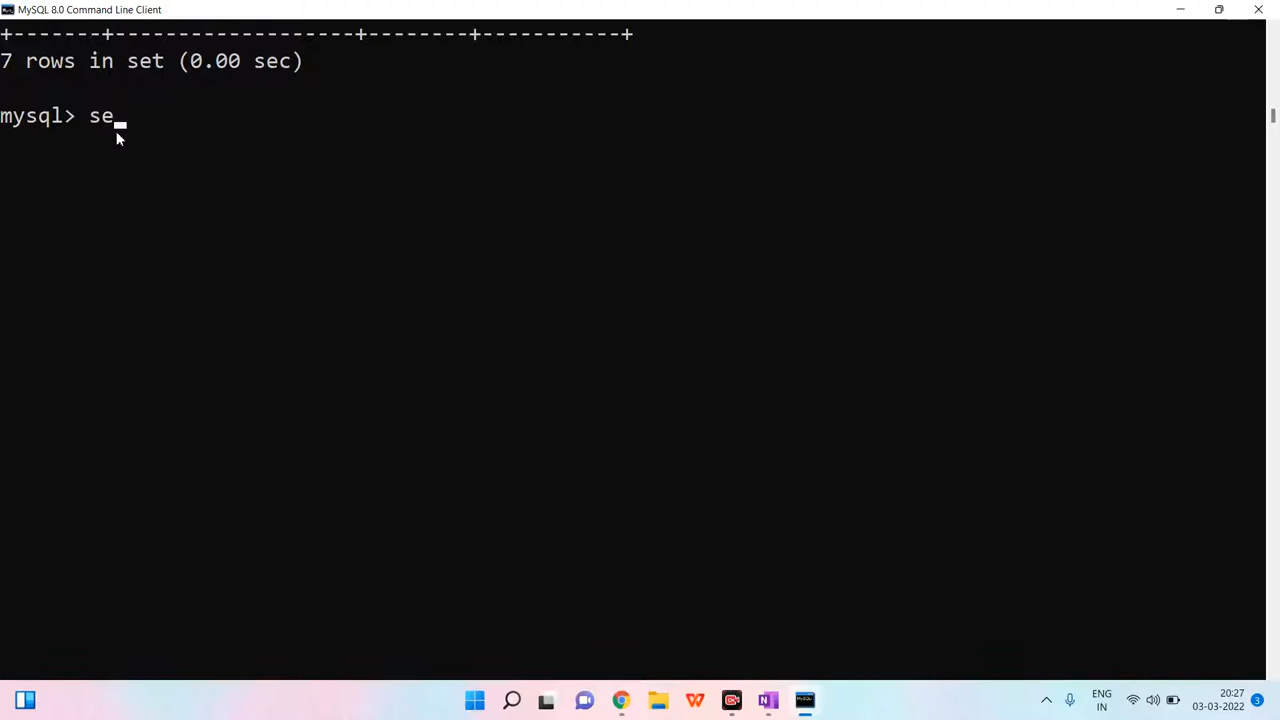 MySQL 8.0 Command Line Client
+-------+-------------------+--------+-----------+
7 rows in set (0.00 sec)
mysql> se
ENG
IN
20:27
03-03-2022
3